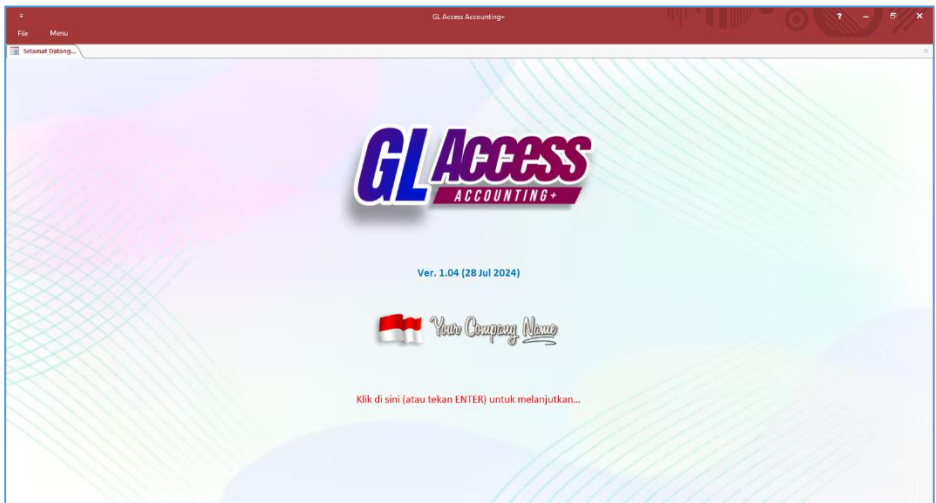 GL Access Accounting+
?
File Menu
Selamat Datang...
GL Access
ACCOUNTING+
Ver. 1.04 (28 Jul 2024)
Your Company Name
Klik di sini (atau tekan ENTER) untuk melanjutkan...